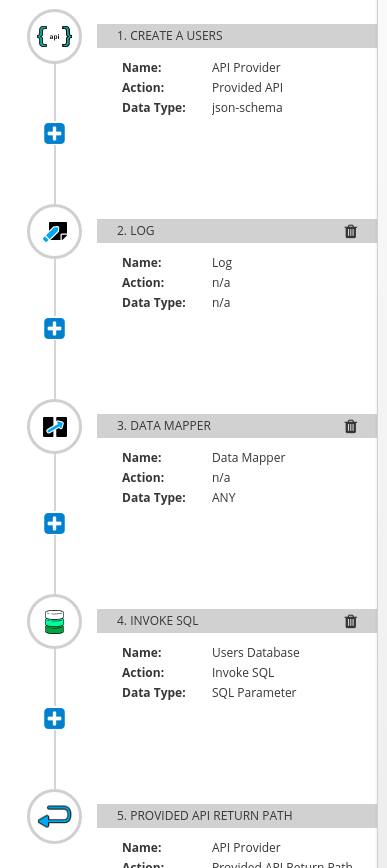 { api }
1. CREATE A USERS
Name: API Provider
Action: Provided API
Data Type: json-schema
2. LOG
Name: Log
Action: n/a
Data Type: n/a
3. DATA MAPPER
Name: Data Mapper
Action: n/a
Data Type: ANY
4. INVOKE SQL
Name: Users Database
Action: Invoke SQL
Data Type: SQL Parameter
5. PROVIDED API RETURN PATH
Name: API Provider
Action: Provided API Return Path